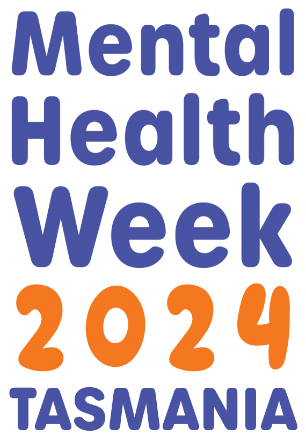 Mental
Health
Week
2024
TASMANIA